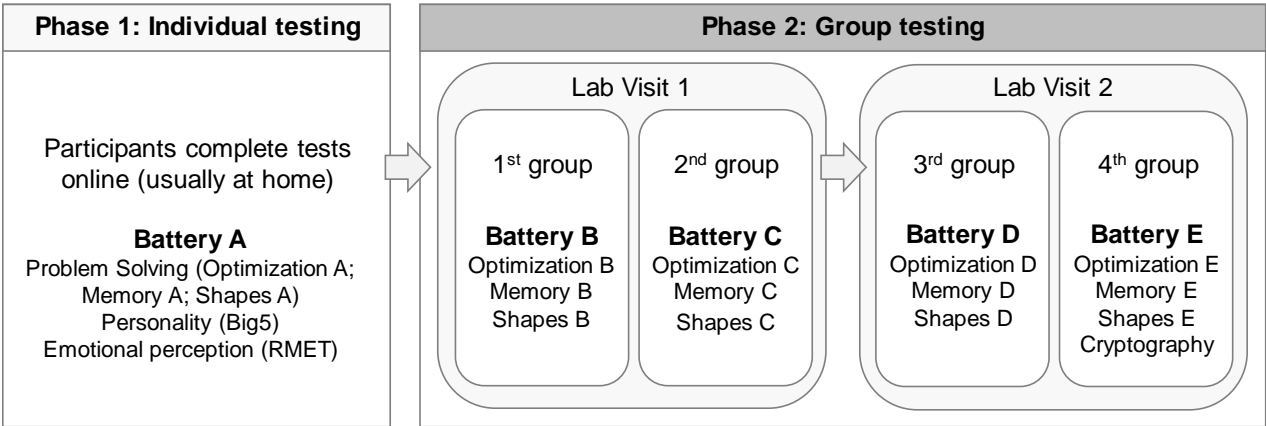 Phase 1: Individual testing
Participants complete tests
online (usually at home)
Battery A
Problem Solving (Optimization A;
Memory A; Shapes A)
Personality (Big5)
Emotional perception (RMET)
Phase 2: Group testing
Lab Visit 1
1st group
Battery B
Optimization B
Memory B
Shapes B
2nd group
Battery C
Optimization C
Memory C
Shapes C
Lab Visit 2
3rd group
Battery D
Optimization D
Memory D
Shapes D
4th group
Battery E
Optimization E
Memory E
Shapes E
Cryptography